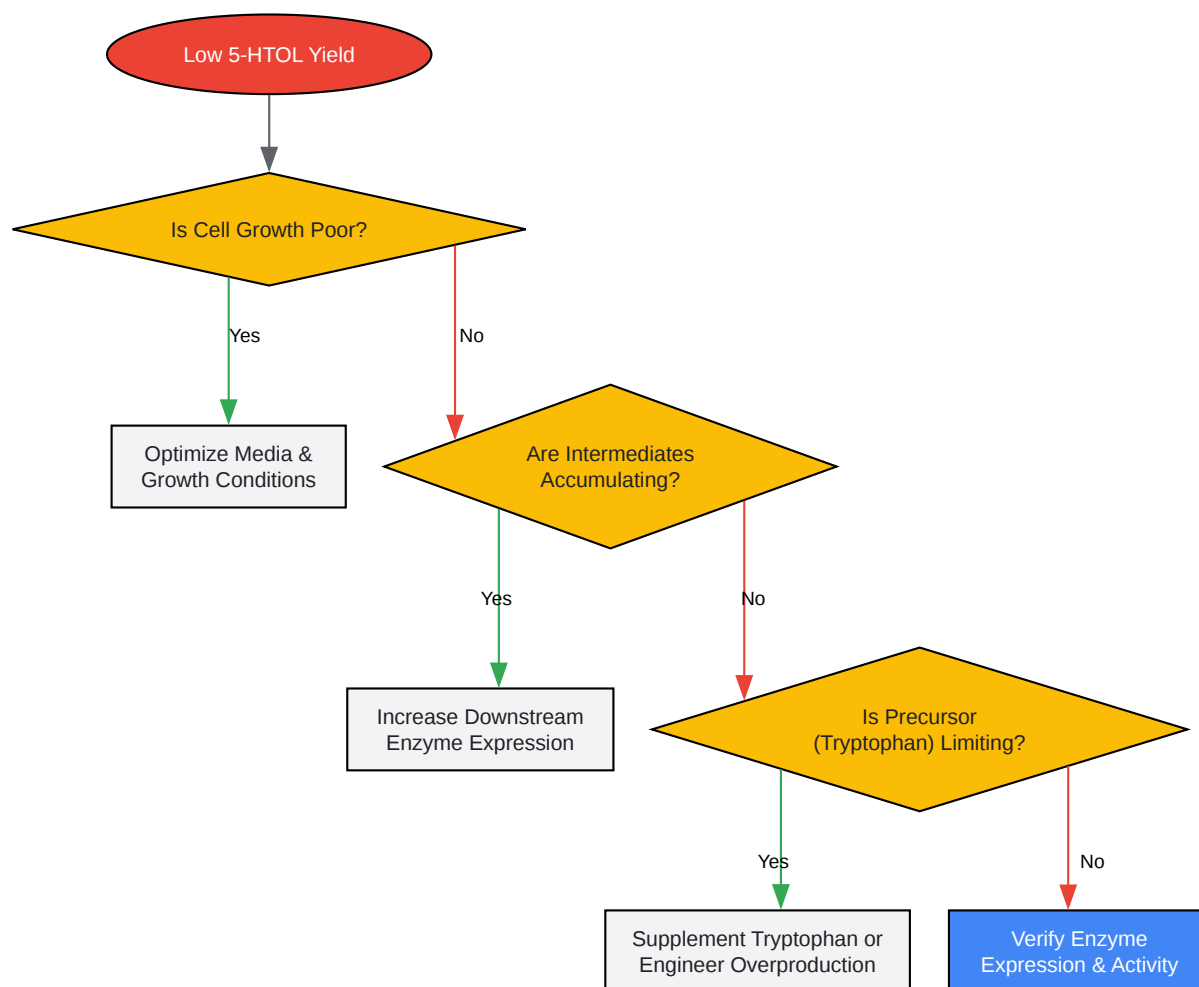 Low 5-HTOL Yield
Is Cell Growth Poor?
Yes
No
Optimize Media &
Growth Conditions
Are Intermediates
Accumulating?
Yes
No
Increase Downstream
Enzyme Expression
Is Precursor
(Tryptophan) Limiting?
Yes
No
Supplement Tryptophan or
Engineer Overproduction
Verify Enzyme
Expression & Activity